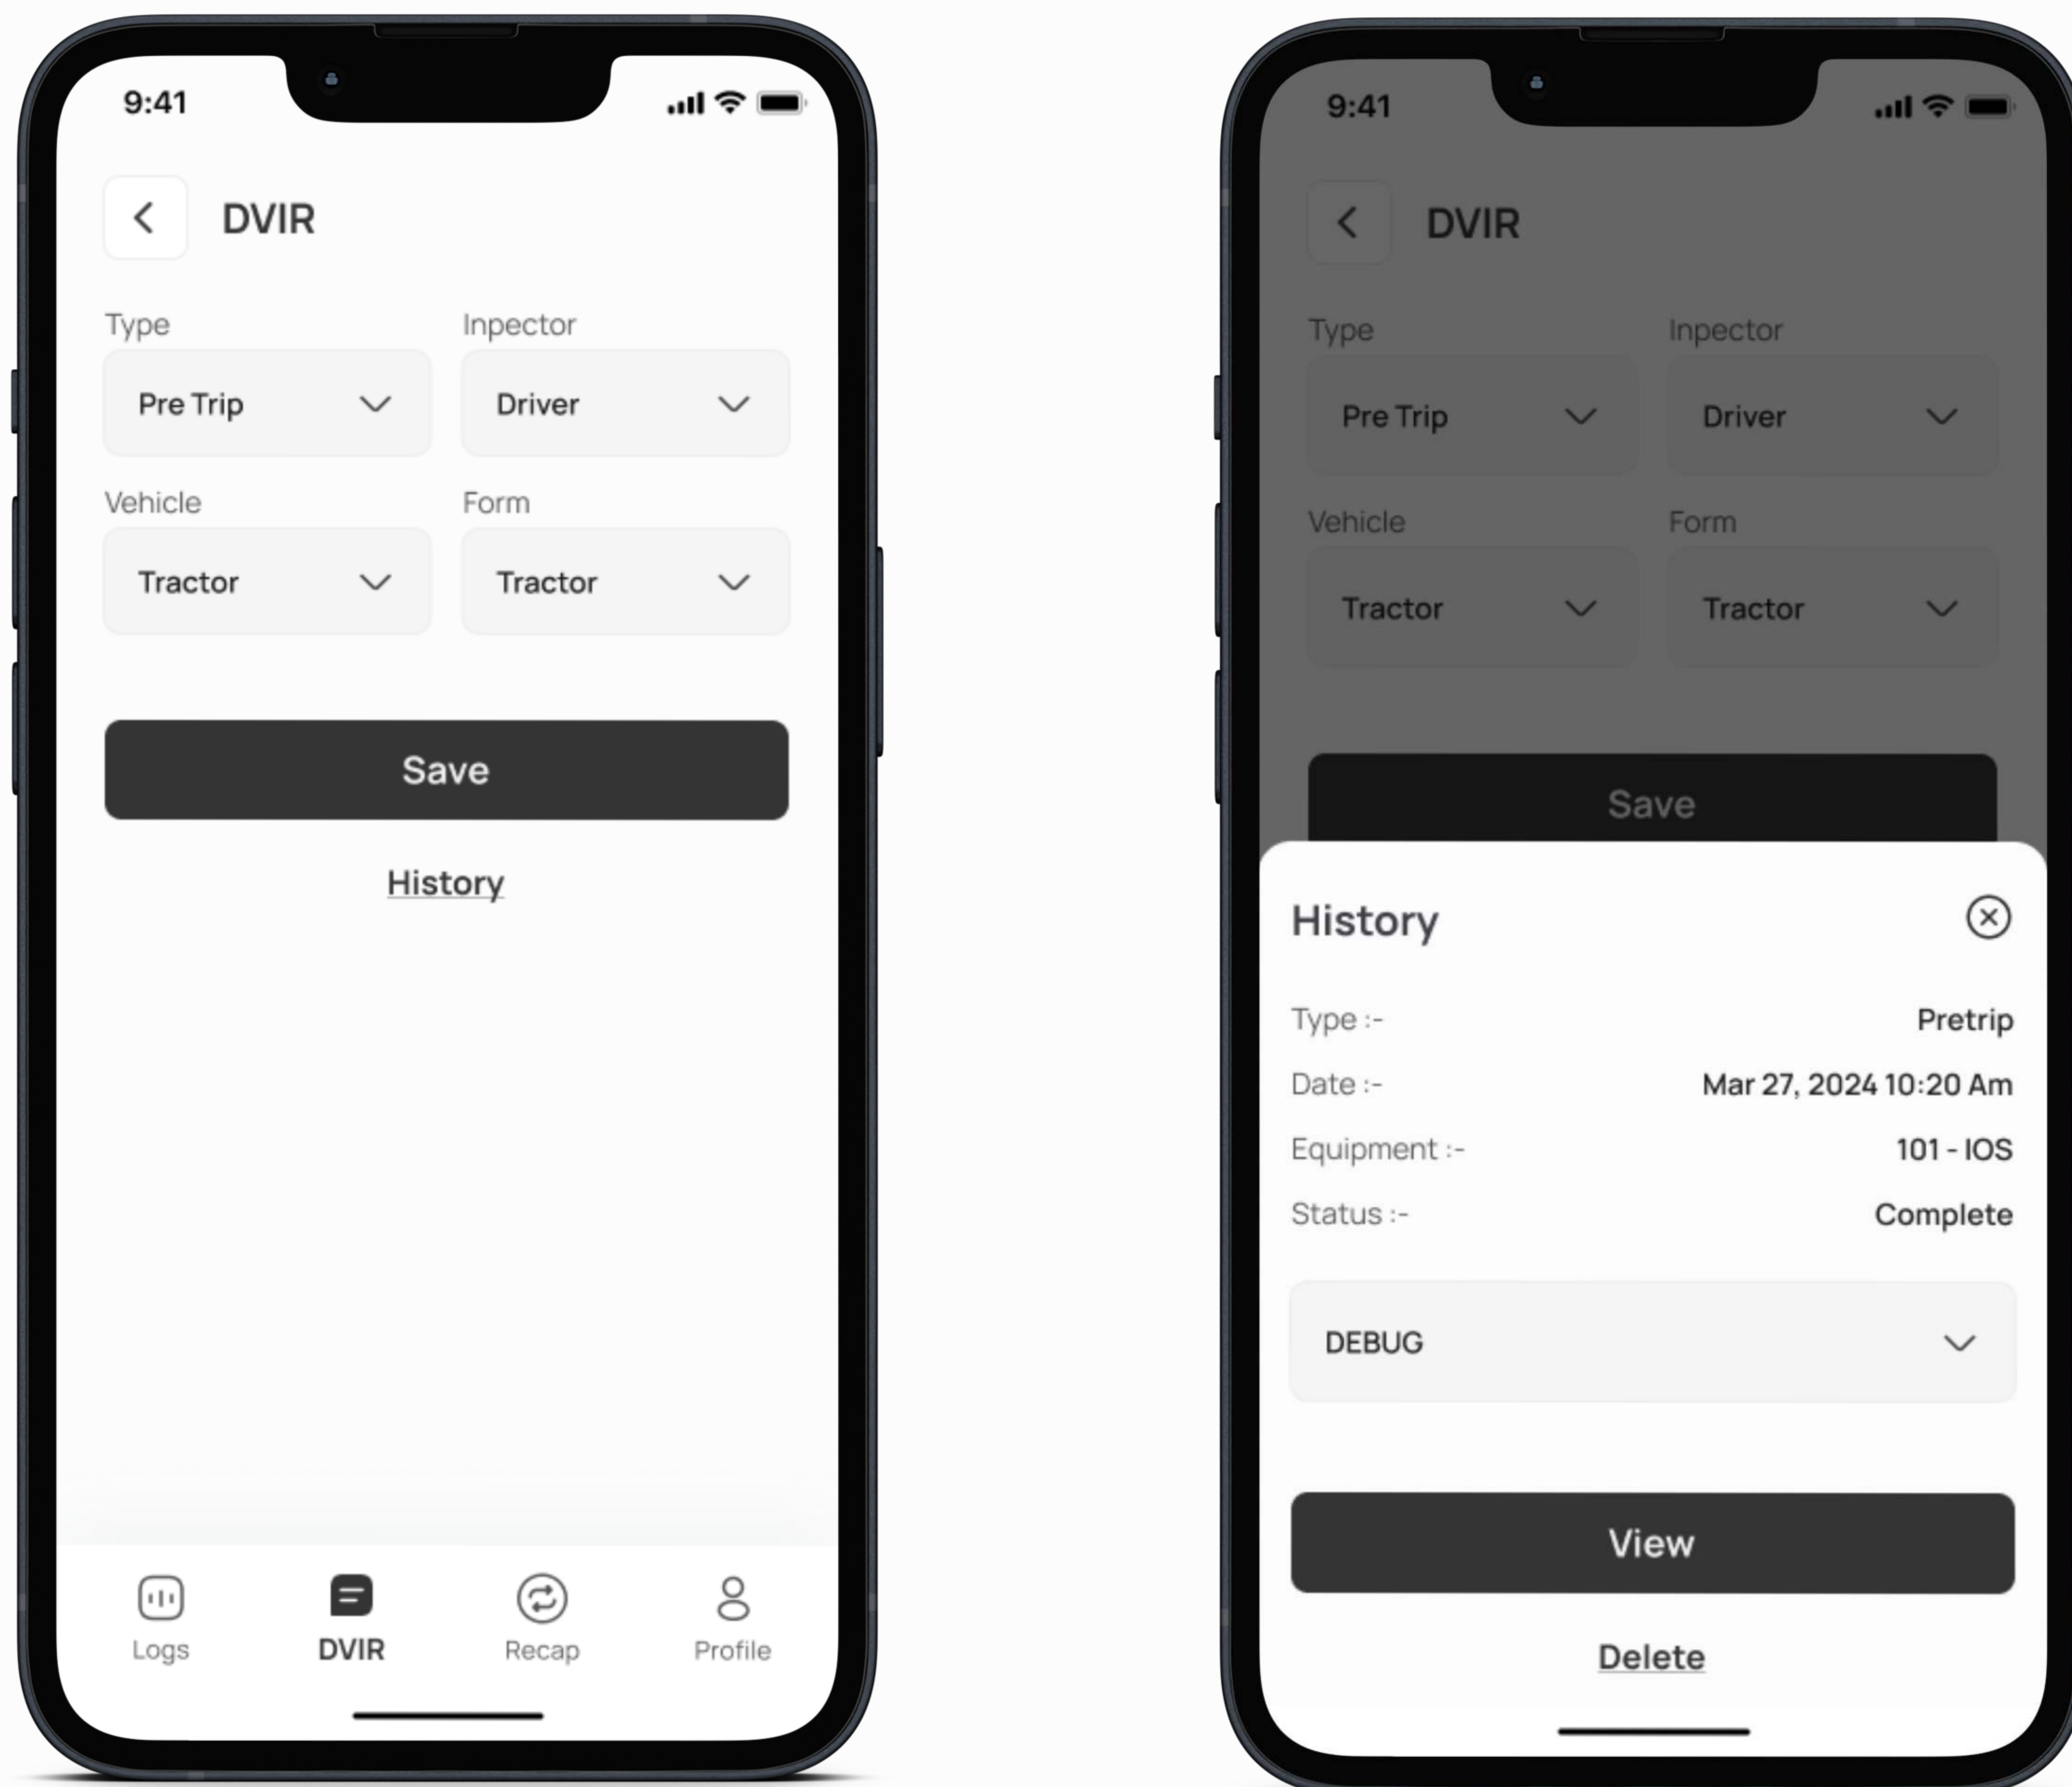 9:41
DVIR
Type Inpector
Pre Trip Driver
Vehicle Form
Tractor Tractor
Save
History
Logs DVIR Recap Profile
9:41
DVIR
Type Inpector
Pre Trip Driver
Vehicle Form
Tractor Tractor
Save
History
Type :- Pretrip
Date :- Mar 27, 2024 10:20 Am
Equipment :- 101 - IOS
Status :- Complete
DEBUG
View
Delete